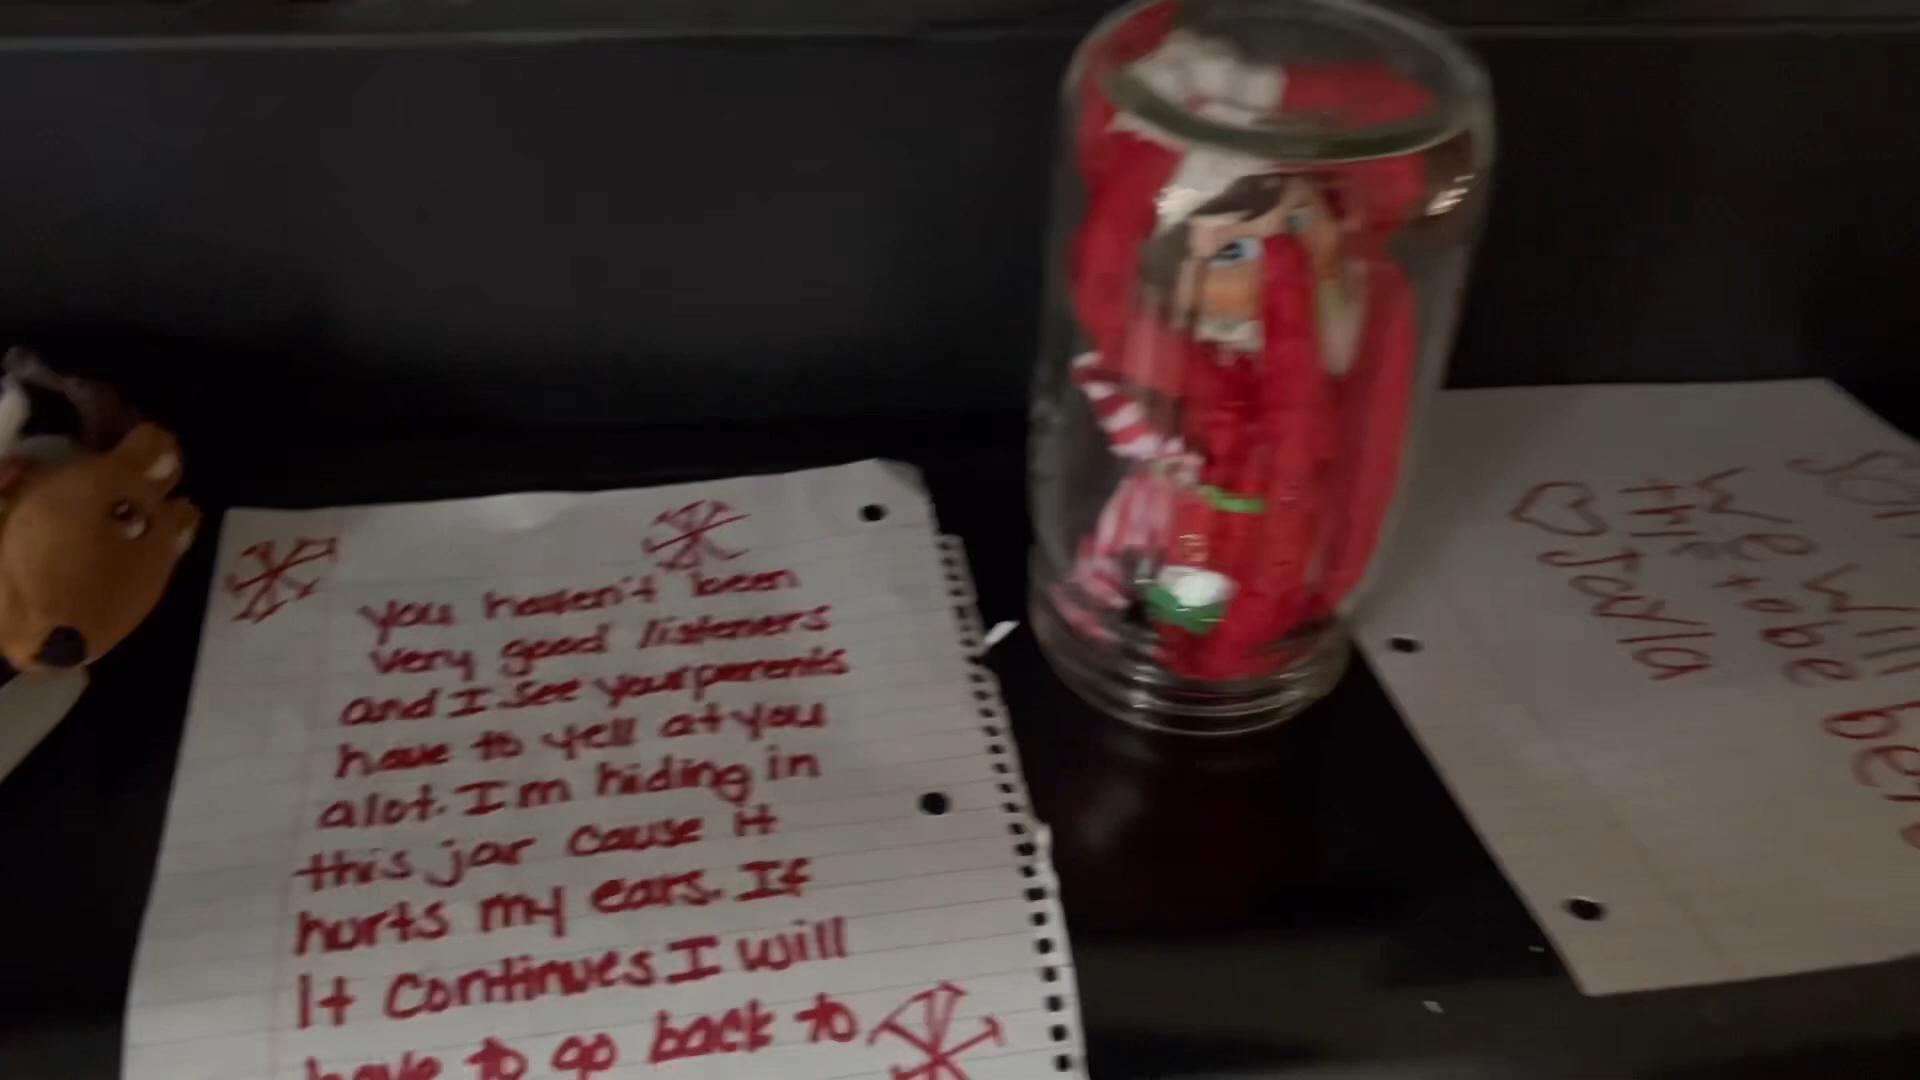 you haven't been
very good listeners
and I see your parents
have to yell at you
alot. I'm hiding in
this jar cause it
hurts my ears. If
It continues I will
have to go back to
We will be
the to be
♡ Jayla